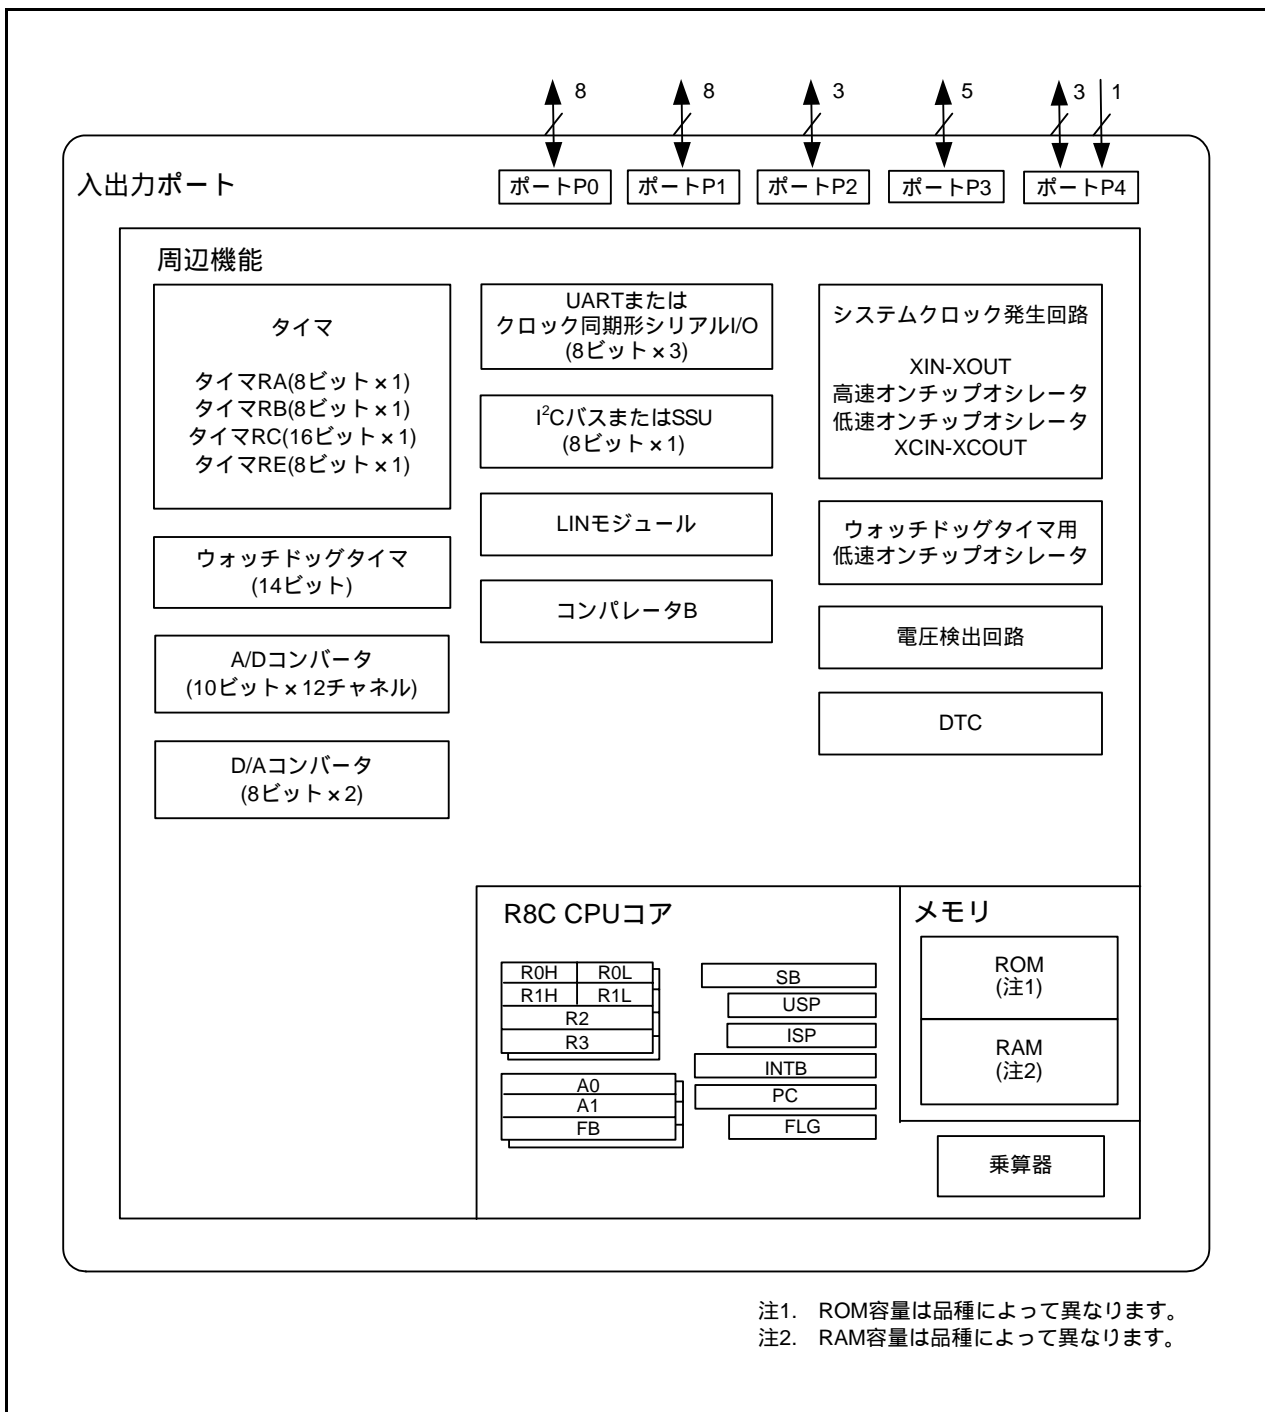 8
8
3
5
3
1
入出力ポート
ポートP0
ポートP1
ポートP2
ポートP3
ポートP4
周辺機能
タイマ
タイマRA(8ビット×1)
タイマRB(8ビット×1)
タイマRC(16ビット×1)
タイマRE(8ビット×1)
ウォッチドッグタイマ
(14ビット)
A/Dコンバータ
(10ビット×12チャネル)
D/Aコンバータ
(8ビット×2)
UARTまたは
クロック同期形シリアルI/O
(8ビット×3)
I²CバスまたはSSU
(8ビット×1)
LINモジュール
コンパレータB
システムクロック発生回路
XIN-XOUT
高速オンチップオシレータ
低速オンチップオシレータ
XCIN-XCOUT
ウォッチドッグタイマ用
低速オンチップオシレータ
電圧検出回路
DTC
R8C CPUコア
R0H
R0L
R1H
R1L
R2
R3
A0
A1
FB
SB
USP
ISP
INTB
PC
FLG
メモリ
ROM
(注1)
RAM
(注2)
乗算器
注1. ROM容量は品種によって異なります。
注2. RAM容量は品種によって異なります。